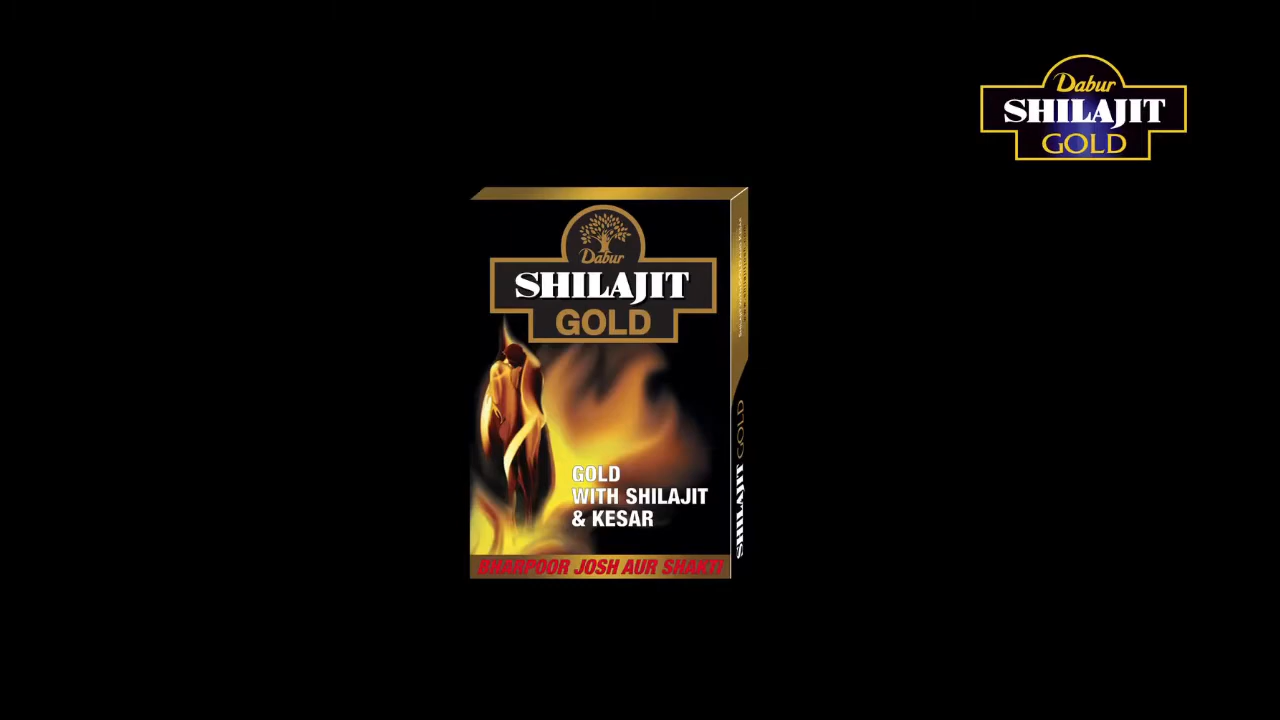 Dabur
SHILAJIT
GOLD
Dabur
SHILAJIT
GOLD
GOLD
WITH SHILAJIT
& KESAR
BHARPOOR JOSH AUR SHAKTI
SHILAJIT GOLD